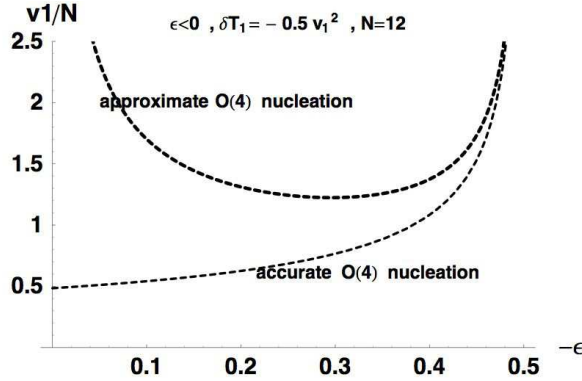 v1/N
ϵ<0 , δT₁ = − 0.5 v₁² , N=12
2.5
2
approximate O(4) nucleation
1.5
1
0.5
accurate O(4) nucleation
−ϵ
0.1 0.2 0.3 0.4 0.5